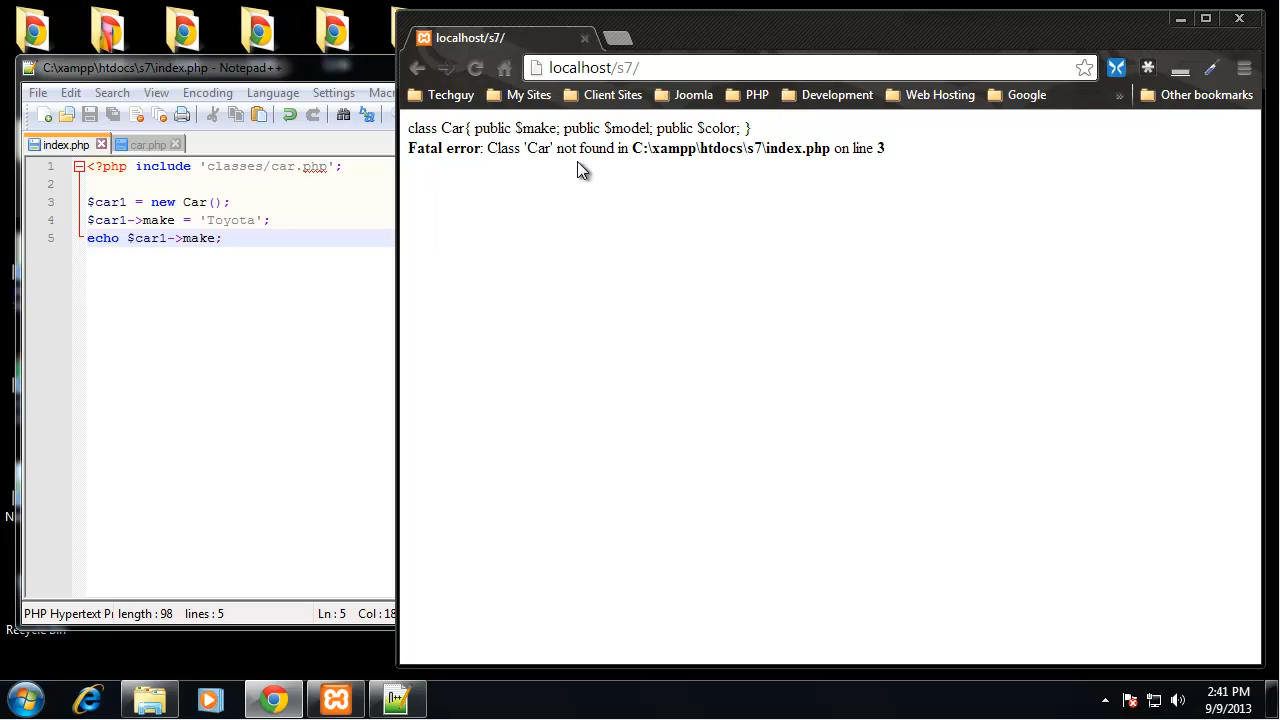 C:\xampp\htdocs\s7\index.php - Notepad++
File Edit Search View Encoding Language Settings Mac
index.php car.php
1 <?php include 'classes/car.php';
2
3 $car1 = new Car();
4 $car1->make = 'Toyota';
5 echo $car1->make;
length : 98 lines : 5 Ln : 5 Col : 18
PHP Hypertext Pr
localhost/s7/
localhost/s7/
Techguy My Sites Client Sites Joomla PHP Development Web Hosting Google » Other bookmarks
class Car{ public $make; public $model; public $color; }
Fatal error: Class 'Car' not found in C:\xampp\htdocs\s7\index.php on line 3
N
Recycle Bin
2:41 PM
9/9/2013